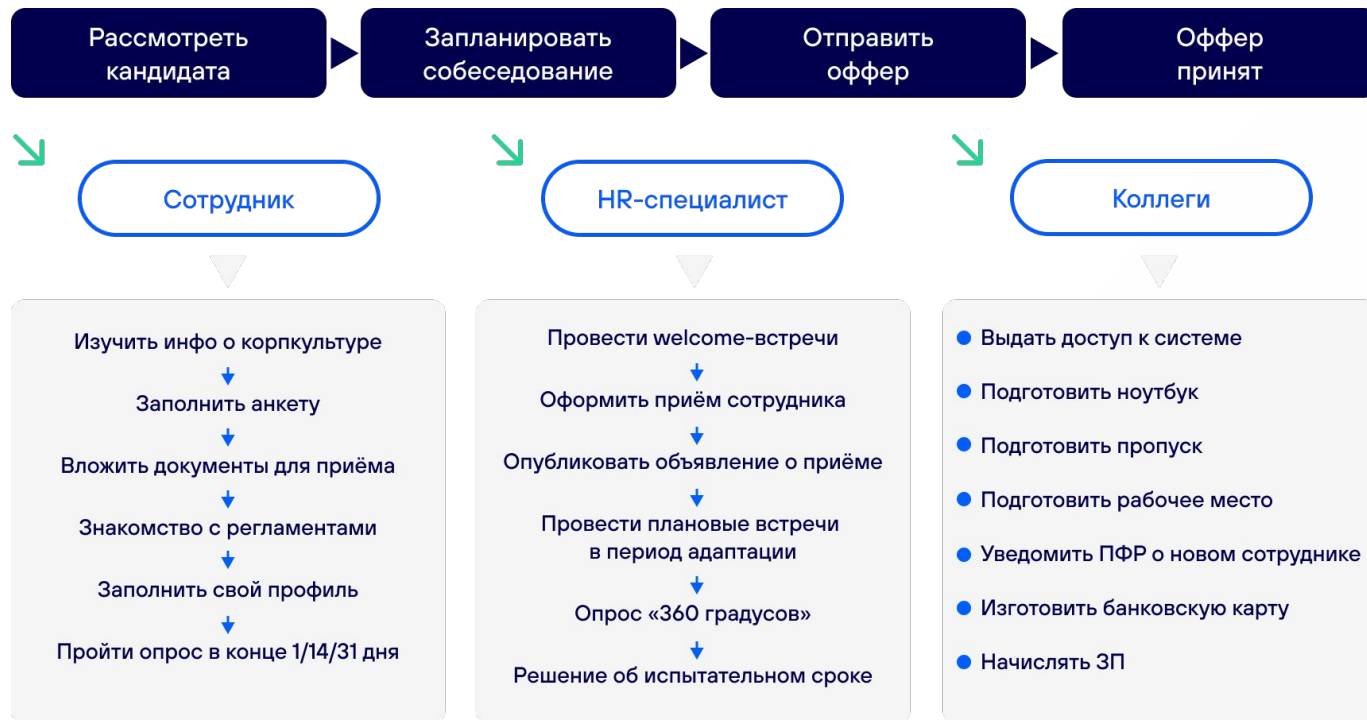 Рассмотреть
кандидата
Запланировать
собеседование
Отправить
оффер
Оффер
принят
Сотрудник
HR-специалист
Коллеги
Изучить инфо о корпкультуре
Заполнить анкету
Вложить документы для приёма
Знакомство с регламентами
Заполнить свой профиль
Пройти опрос в конце 1/14/31 дня
Провести welcome-встречи
Оформить приём сотрудника
Опубликовать объявление о приёме
Провести плановые встречи
в период адаптации
Опрос «360 градусов»
Решение об испытательном сроке
Выдать доступ к системе
Подготовить ноутбук
Подготовить пропуск
Подготовить рабочее место
Уведомить ПФР о новом сотруднике
Изготовить банковскую карту
Начислять ЗП